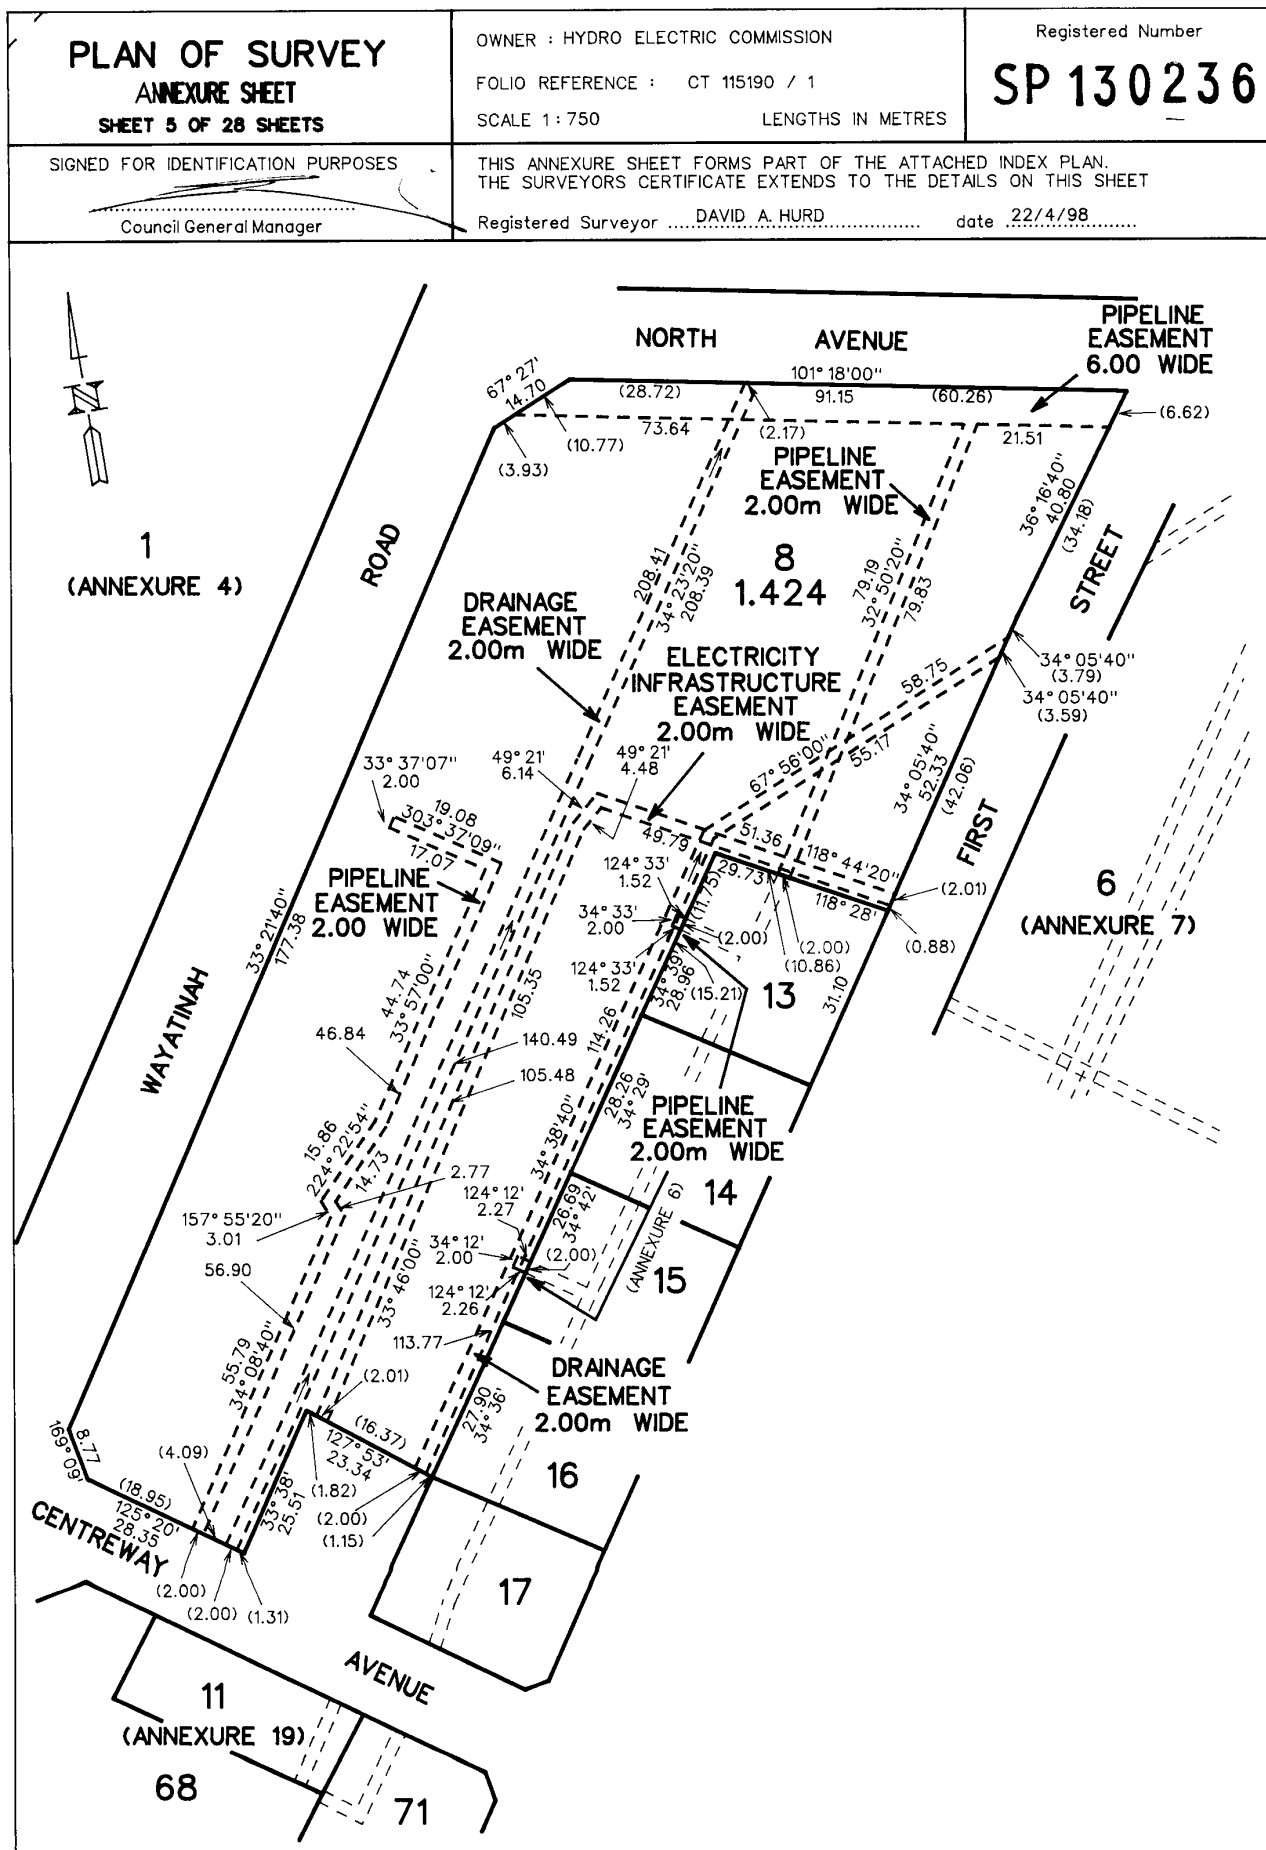 PLAN OF SURVEY
ANNEXURE SHEET
SHEET 5 OF 28 SHEETS
OWNER : HYDRO ELECTRIC COMMISSION
FOLIO REFERENCE : CT 115190 / 1
SCALE 1 : 750 LENGTHS IN METRES
Registered Number
SP 130236
SIGNED FOR IDENTIFICATION PURPOSES
Council General Manager
THIS ANNEXURE SHEET FORMS PART OF THE ATTACHED INDEX PLAN.
THE SURVEYORS CERTIFICATE EXTENDS TO THE DETAILS ON THIS SHEET
Registered Surveyor DAVID A. HURD date 22/4/98
N
NORTH AVENUE
PIPELINE
EASEMENT
6.00 WIDE
67° 27'
14.70
(28.72)
101° 18'00"
91.15
(60.26)
(6.62)
(10.77)
73.64
(2.17)
21.51
(3.93)
PIPELINE
EASEMENT
2.00m WIDE
36° 16'40"
40.80
(34.18)
1
(ANNEXURE 4)
ROAD
8
1.424
STREET
208.41
34° 23'20"
208.39
79.19
32° 50'20"
79.83
DRAINAGE
EASEMENT
2.00m WIDE
ELECTRICITY
INFRASTRUCTURE
EASEMENT
2.00m WIDE
58.75
34° 05'40"
(3.79)
34° 05'40"
(3.59)
67° 56'00"
55.17
34° 05'40"
52.33
(42.06)
49° 21'
6.14
49° 21'
4.48
33° 37'07"
2.00
19.08
303° 37'09"
17.07
49.79
51.36
118° 44'20"
FIRST
124° 33'
1.52
(11.75)
29.73
118° 28'
(2.01)
6
(ANNEXURE 7)
PIPELINE
EASEMENT
2.00 WIDE
34° 33'
2.00
(2.00)
(2.00)
(10.86)
(0.88)
33° 21'40"
177.38
124° 33'
1.52
34° 39'
28.96
(15.21)
13
31.10
WAYATINAH
44.74
33° 57'00"
105.35
114.26
46.84
140.49
105.48
28.26
34° 29'
PIPELINE
EASEMENT
2.00m WIDE
15.86
224° 22'54"
14.73
34° 38'40"
2.77
124° 12'
2.27
26.69
34° 42'
14
157° 55'20"
3.01
34° 12'
2.00
(2.00)
(ANNEXURE 6)
15
56.90
33° 46'00"
124° 12'
2.26
55.79
34° 08'40"
113.77
DRAINAGE
EASEMENT
2.00m WIDE
(2.01)
27.90
34° 36'
8.77
169° 09'
(4.09)
(16.37)
127° 53'
23.34
16
(18.95)
125° 20'
28.35
33° 38'
25.51
(1.82)
(2.00)
(1.15)
CENTREWAY
(2.00)
(2.00)
(1.31)
17
AVENUE
11
(ANNEXURE 19)
68
71